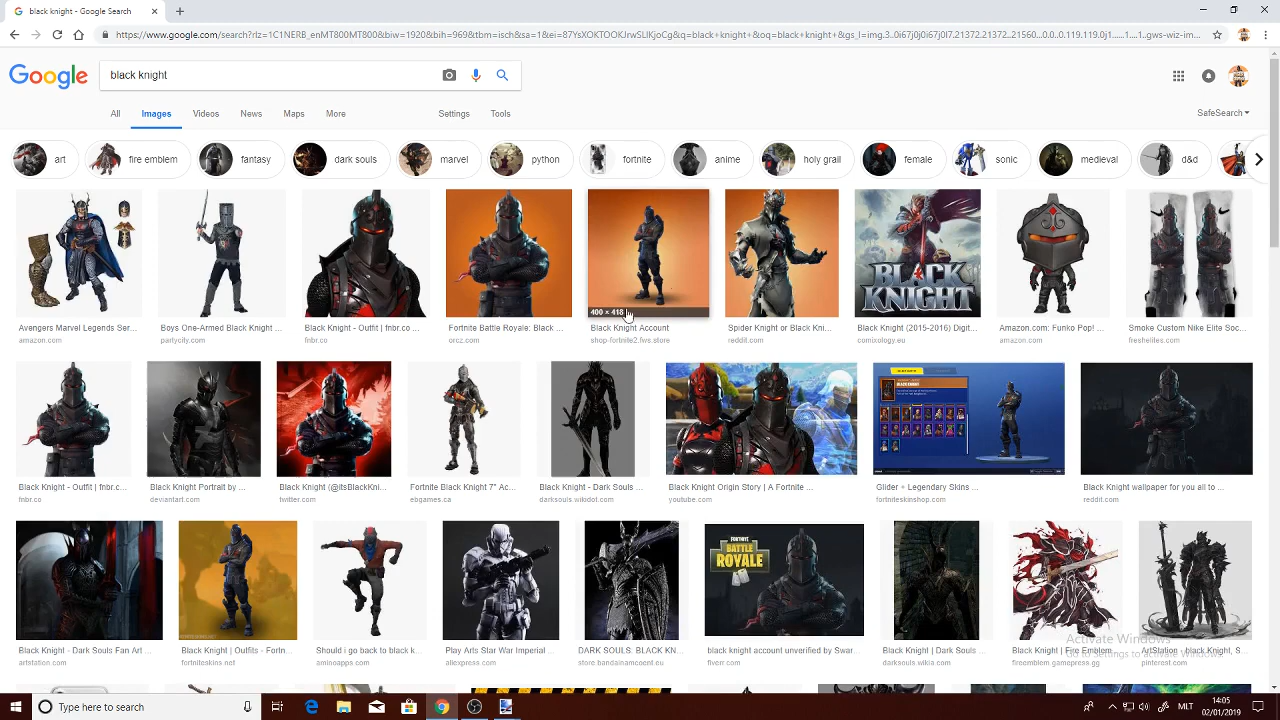 black knight - Google Search
https://www.google.com/search?rlz=1C1NERB_enMT800MT800&biw=1920&bih=969&tbm=isch&sa=1&ei=87YsXOKTOOKJrwSLlKjoCg&q=black+knight+&oq=black+knight+&gs_l=img.3..0i67j0j0i67j0l7.21372.21372..21560...0.0..119.119.0j1......1....1..gws-wiz-im...
Google
black knight
All
Images
Videos
News
Maps
More
Settings
Tools
SafeSearch
art
fire emblem
fantasy
dark souls
marvel
python
fortnite
anime
holy grail
female
sonic
medieval
d&d
BLACK KNIGHT
400 × 418
Avengers Marvel Legends Ser...
amazon.com
Boys One-Armed Black Knight ...
partycity.com
Black Knight - Outfit | fnbr.co ...
fnbr.co
Fortnite Battle Royale: Black ...
orcz.com
Black Knight Account
shop-fortnite2.fws.store
Spider Knight or Black Kni...
reddit.com
Black Knight (2015-2016) Digit...
comixology.eu
Amazon.com: Funko Pop! ...
amazon.com
Smoke Custom Nike Elite Soc...
freshelites.com
Black Knight - Outfit | fnbr.c...
fnbr.co
Black Knight Portrait by ...
deviantart.com
Black Knight (@itsBlackKni...
twitter.com
Fortnite Black Knight 7" Ac...
ebgames.ca
Black Knight - Dark Souls ...
darksouls.wikidot.com
Black Knight Origin Story | A Fortnite ...
youtube.com
Glider + Legendary Skins ...
fortniteskinshop.com
Black Knight wallpaper for you all to ...
reddit.com
FORTNITE
BATTLE
ROYALE
Black Knight - Dark Souls Fan Art ...
artstation.com
Black Knight | Outfits - Fortn...
fortniteskins.net
Should i go back to black k...
aminoapps.com
Play Arts Star War Imperial ...
aliexpress.com
DARK SOULS. BLACK KN...
store.bandainamcoent.eu
black knight account unverified by Swar...
fiverr.com
Black Knight | Dark Souls ...
darksouls.wikia.com
Black Knight | Fire Emblem ...
fireemblem.gamepress.gg
ArtStation - black Knight, S...
pinterest.com
Activate Windows
Go to Settings to activate Windows.
Type here to search
MLT
14:05
02/01/2019